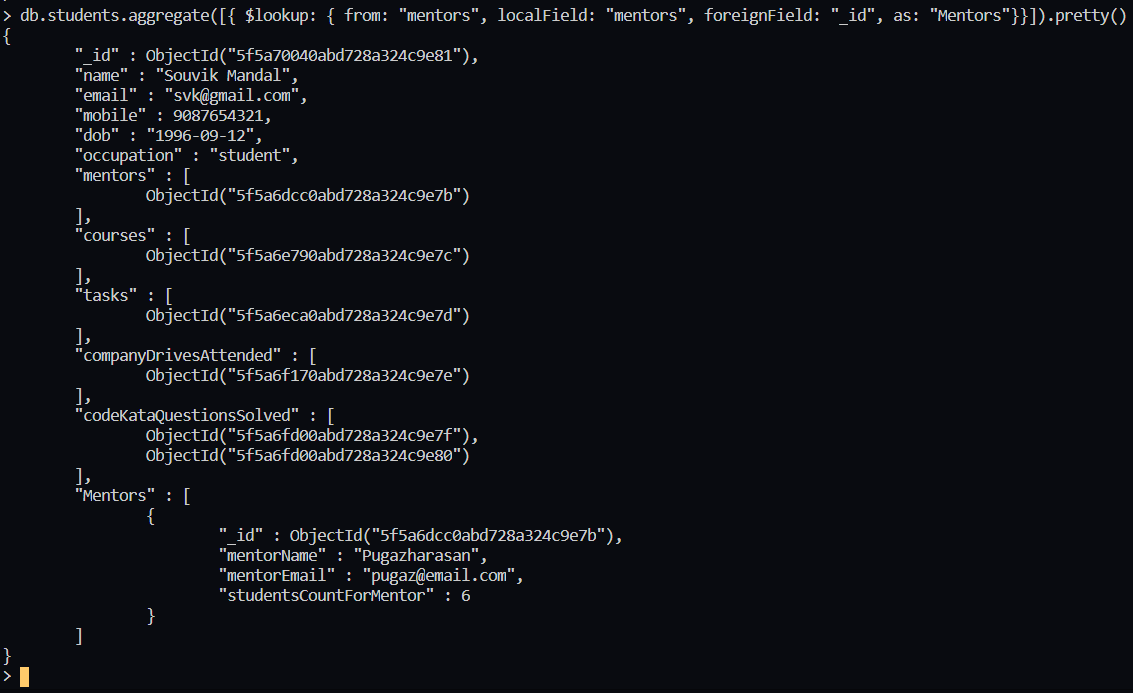 > db.students.aggregate([{ $lookup: { from: "mentors", localField: "mentors", foreignField: "_id", as: "Mentors"}}]).pretty()
{
        "_id" : ObjectId("5f5a70040abd728a324c9e81"),
        "name" : "Souvik Mandal",
        "email" : "svk@gmail.com",
        "mobile" : 9087654321,
        "dob" : "1996-09-12",
        "occupation" : "student",
        "mentors" : [
                ObjectId("5f5a6dcc0abd728a324c9e7b")
        ],
        "courses" : [
                ObjectId("5f5a6e790abd728a324c9e7c")
        ],
        "tasks" : [
                ObjectId("5f5a6eca0abd728a324c9e7d")
        ],
        "companyDrivesAttended" : [
                ObjectId("5f5a6f170abd728a324c9e7e")
        ],
        "codeKataQuestionsSolved" : [
                ObjectId("5f5a6fd00abd728a324c9e7f"),
                ObjectId("5f5a6fd00abd728a324c9e80")
        ],
        "Mentors" : [
                {
                        "_id" : ObjectId("5f5a6dcc0abd728a324c9e7b"),
                        "mentorName" : "Pugazharasan",
                        "mentorEmail" : "pugaz@email.com",
                        "studentsCountForMentor" : 6
                }
        ]
}
>